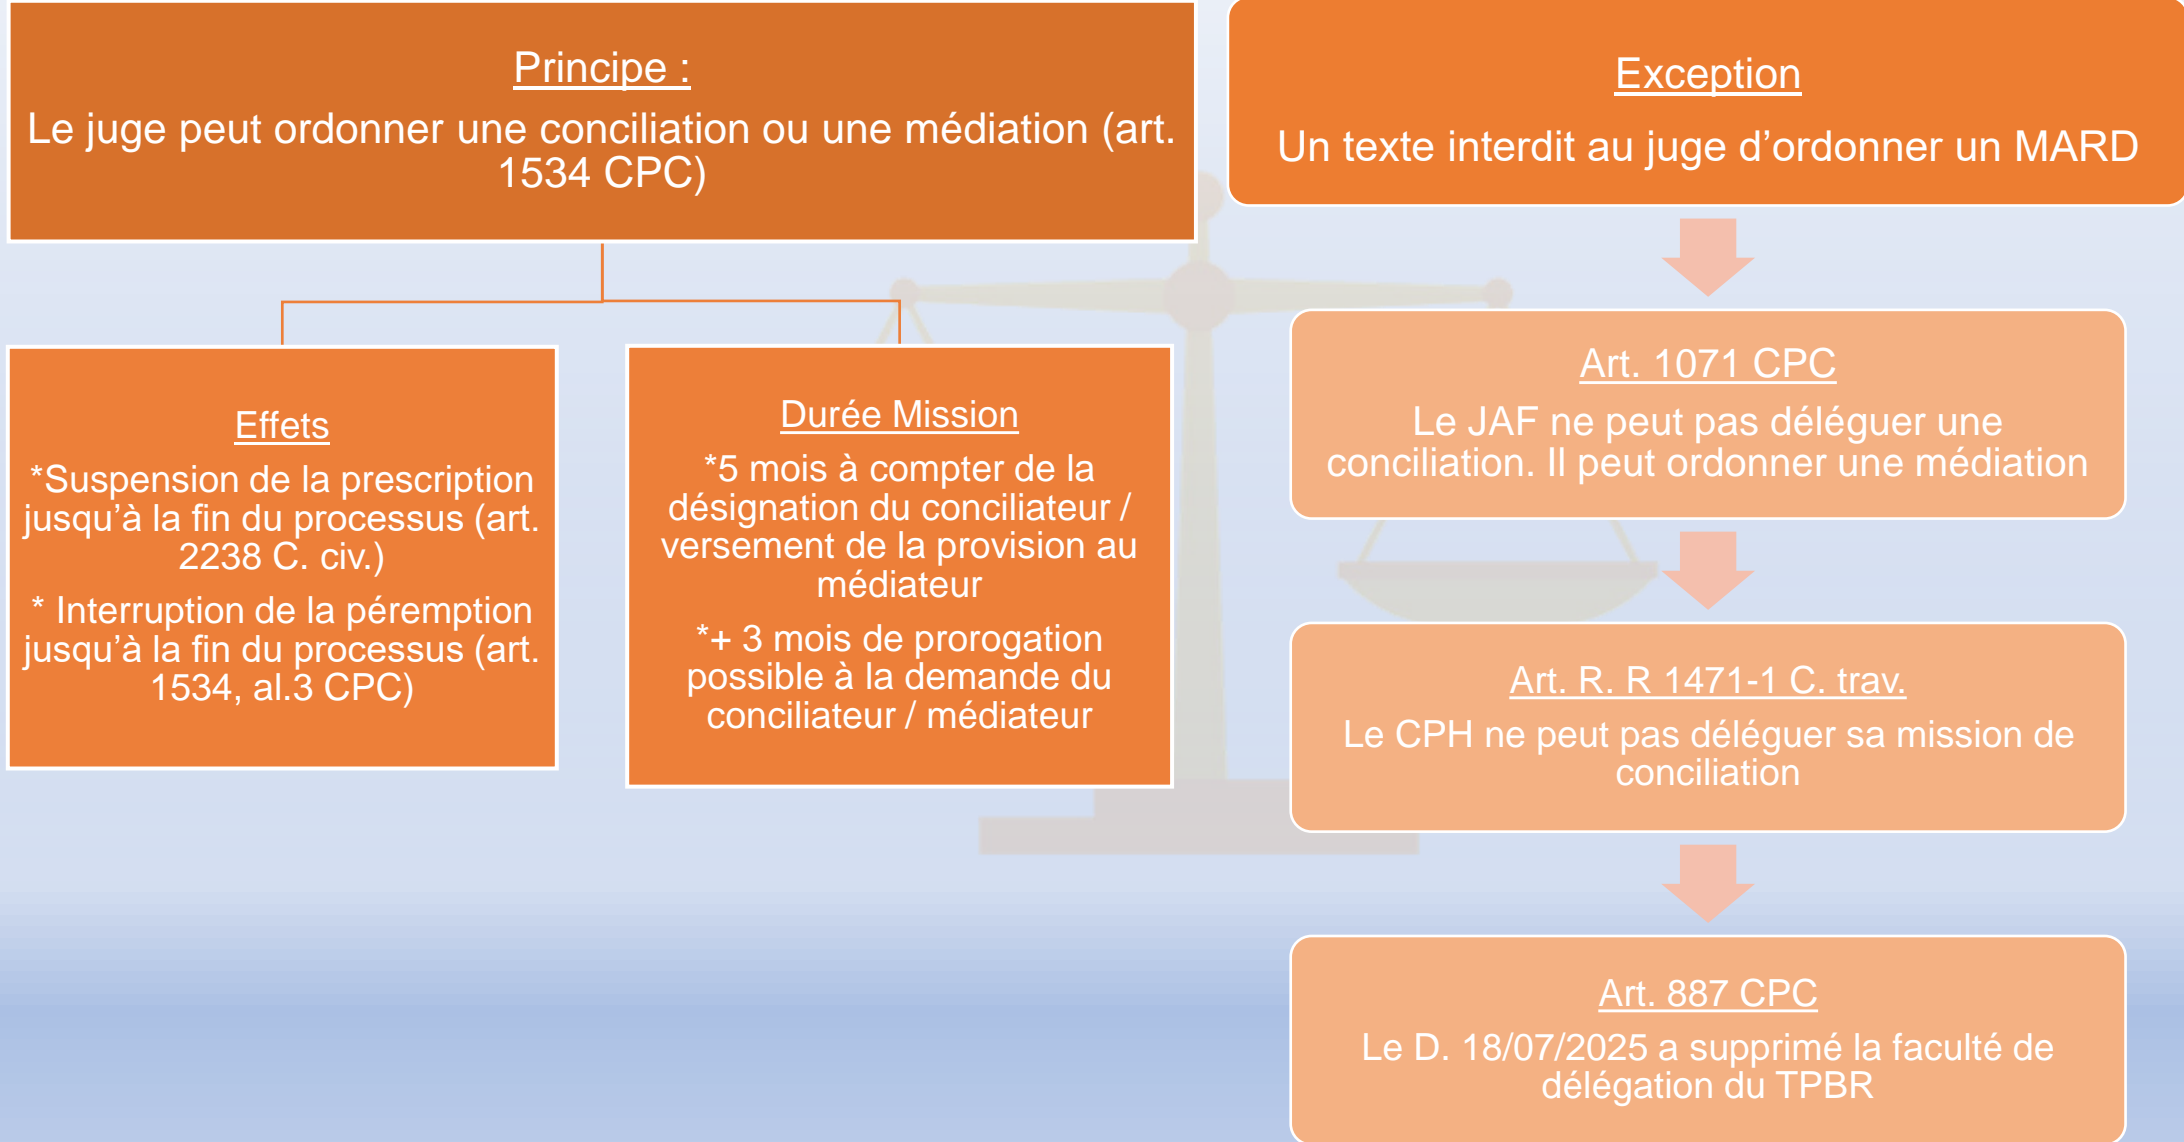 Principe :
Le juge peut ordonner une conciliation ou une médiation (art.
1534 CPC)
Effets
*Suspension de la prescription
jusqu’à la fin du processus (art.
2238 C. civ.)
* Interruption de la péremption
jusqu’à la fin du processus (art.
1534, al.3 CPC)
Durée Mission
*5 mois à compter de la
désignation du conciliateur /
versement de la provision au
médiateur
*+ 3 mois de prorogation
possible à la demande du
conciliateur / médiateur
Exception
Un texte interdit au juge d’ordonner un MARD
Art. 1071 CPC
Le JAF ne peut pas déléguer une
conciliation. Il peut ordonner une médiation
Art. R. R 1471-1 C. trav.
Le CPH ne peut pas déléguer sa mission de
conciliation
Art. 887 CPC
Le D. 18/07/2025 a supprimé la faculté de
délégation du TPBR